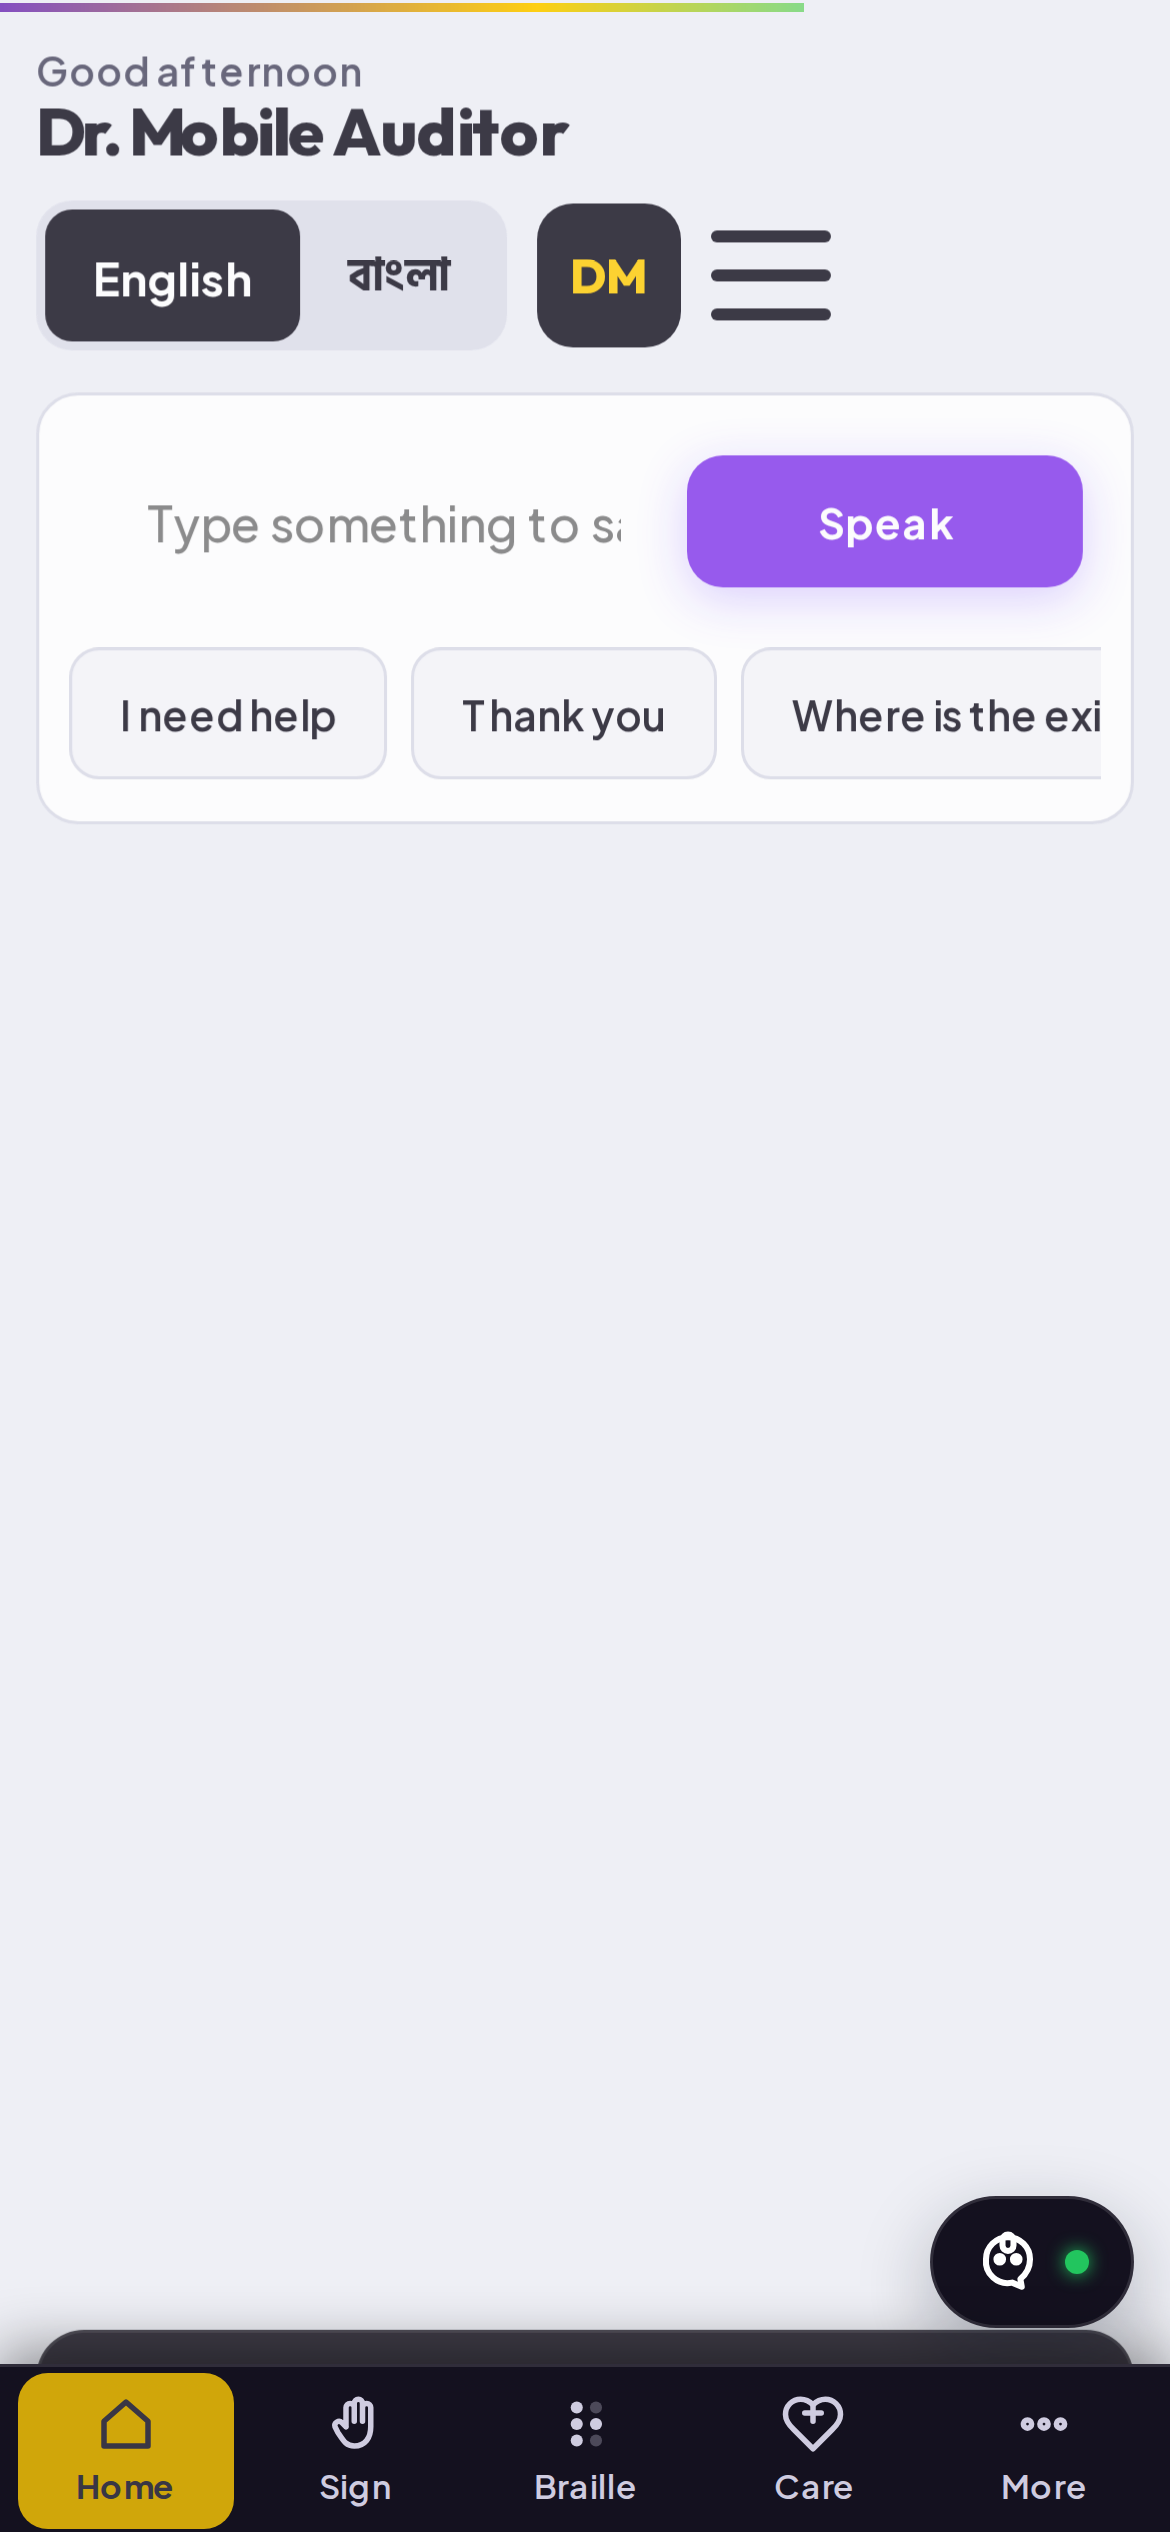 Good afternoon
Dr. Mobile Auditor
English বাংলা DM
Type something to sa
Speak
I need help Thank you Where is the exi
Home Sign Braille Care More